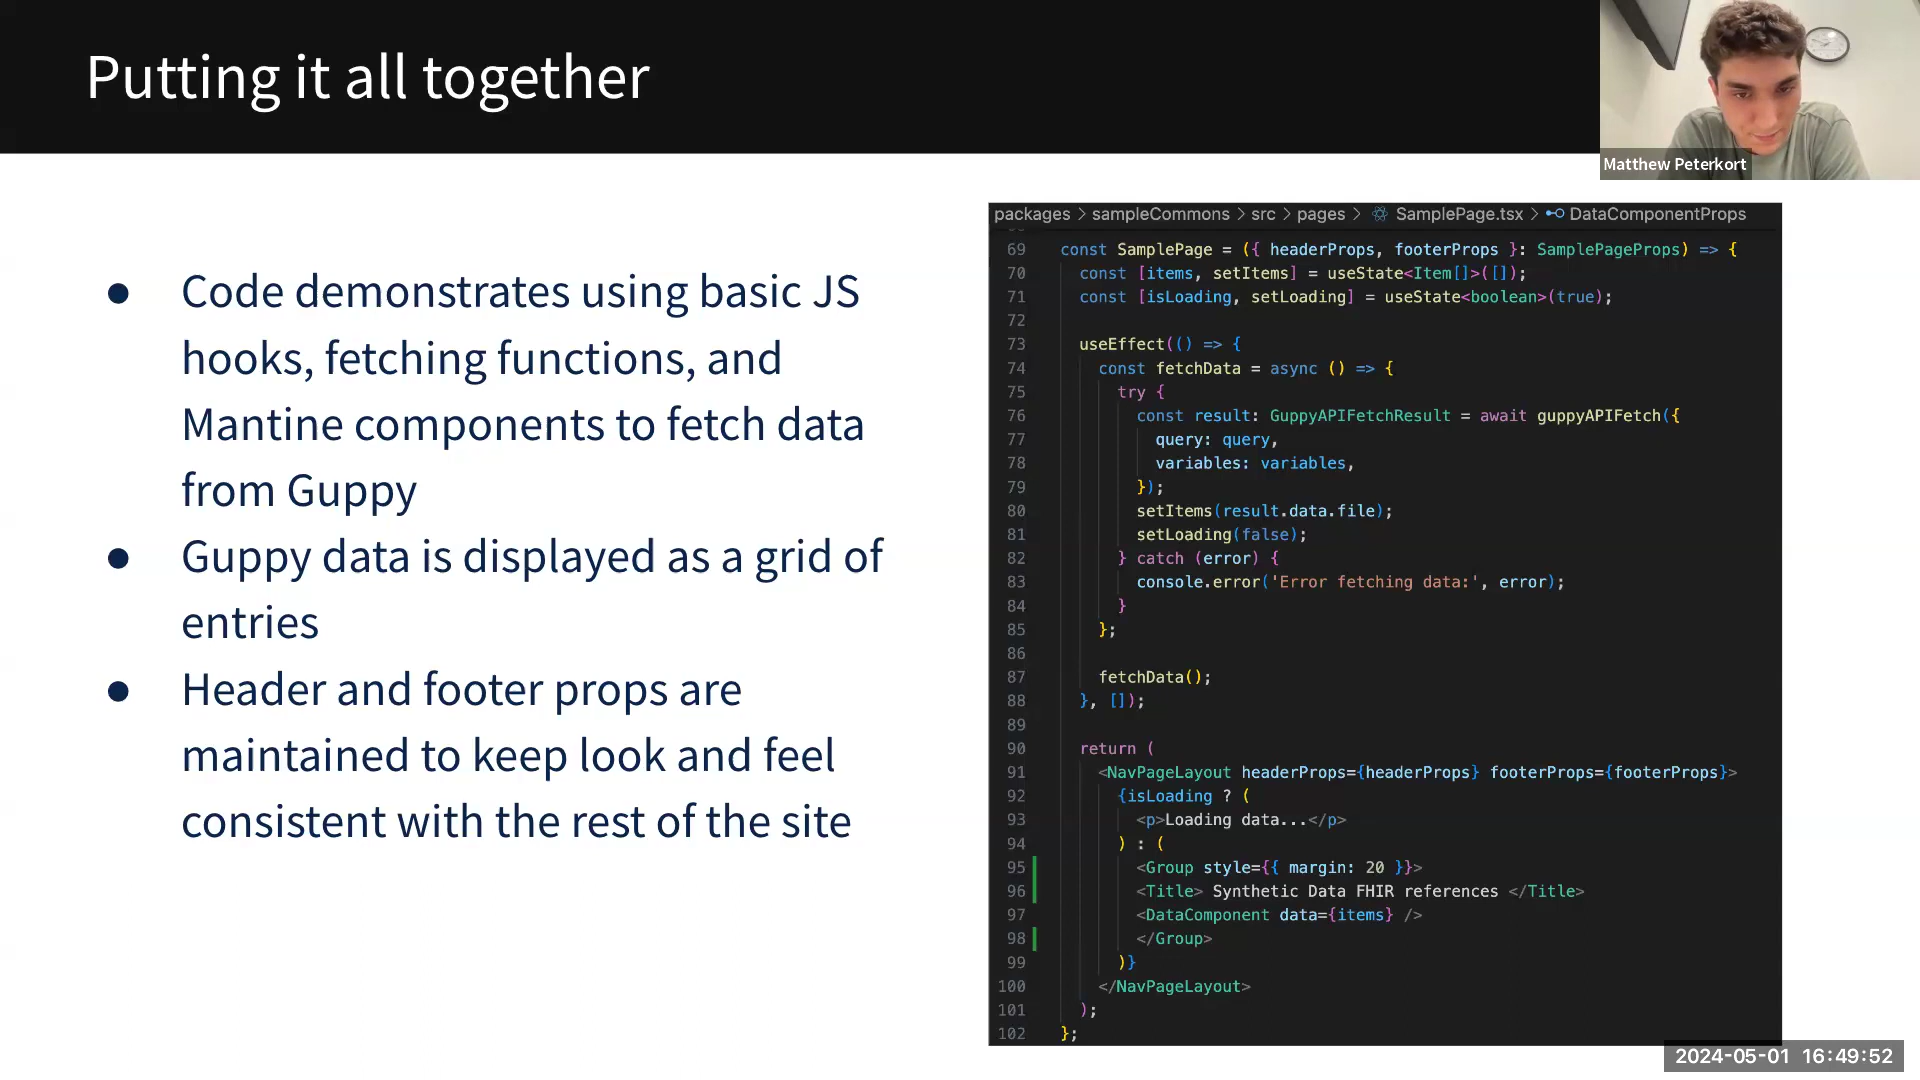 Putting it all together
Matthew Peterkort
● Code demonstrates using basic JS
hooks, fetching functions, and
Mantine components to fetch data
from Guppy
● Guppy data is displayed as a grid of
entries
● Header and footer props are
maintained to keep look and feel
consistent with the rest of the site
packages > sampleCommons > src > pages > SamplePage.tsx > DataComponentProps
69 const SamplePage = ({ headerProps, footerProps }: SamplePageProps) => {
70 const [items, setItems] = useState<Item[]>([]);
71 const [isLoading, setLoading] = useState<boolean>(true);
72
73 useEffect(() => {
74 const fetchData = async () => {
75 try {
76 const result: GuppyAPIFetchResult = await guppyAPIFetch({
77 query: query,
78 variables: variables,
79 });
80 setItems(result.data.file);
81 setLoading(false);
82 } catch (error) {
83 console.error('Error fetching data:', error);
84 }
85 };
86
87 fetchData();
88 }, []);
89
90 return (
91 <NavPageLayout headerProps={headerProps} footerProps={footerProps}>
92 {isLoading ? (
93 <p>Loading data...</p>
94 ) : (
95 <Group style={{ margin: 20 }}>
96 <Title> Synthetic Data FHIR references </Title>
97 <DataComponent data={items} />
98 </Group>
99 )}
100 </NavPageLayout>
101 );
102 };
2024-05-01 16:49:52